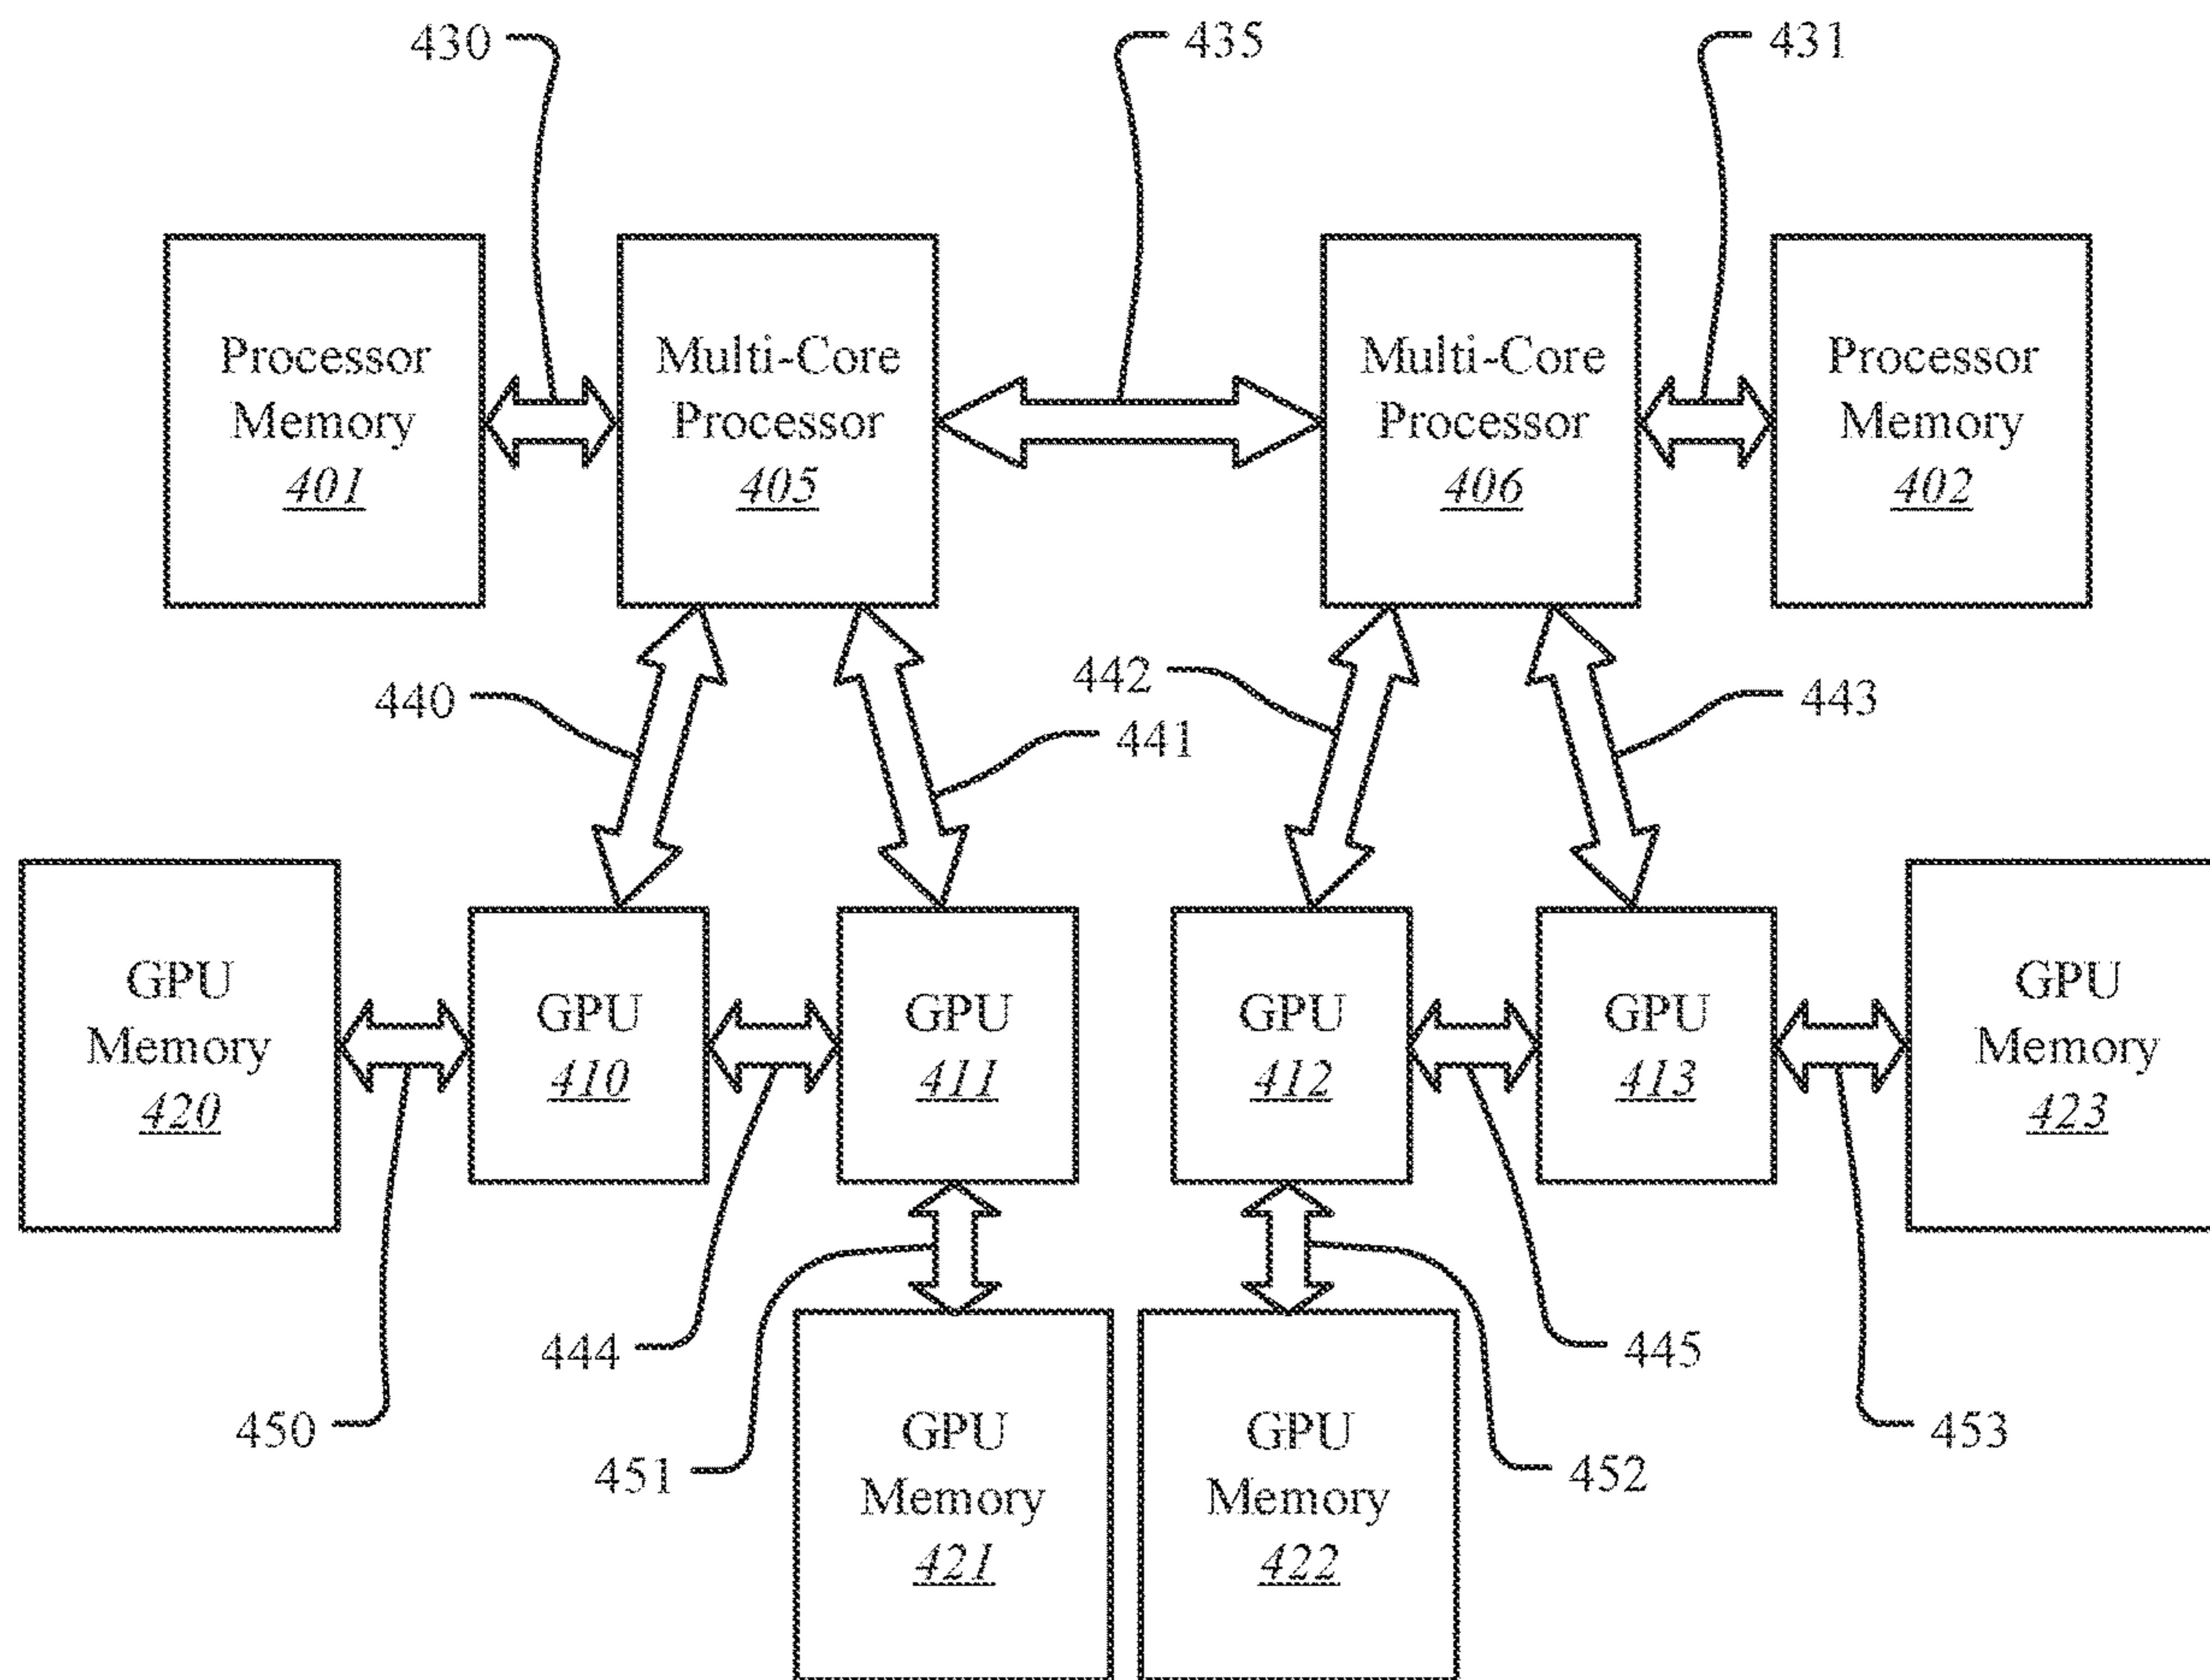 430
435
431
Processor
Memory
401
Multi-Core
Processor
405
Multi-Core
Processor
406
Processor
Memory
402
440
441
442
443
GPU
Memory
420
GPU
410
GPU
411
GPU
412
GPU
413
GPU
Memory
423
450
444
451
GPU
Memory
421
GPU
Memory
422
452
445
453